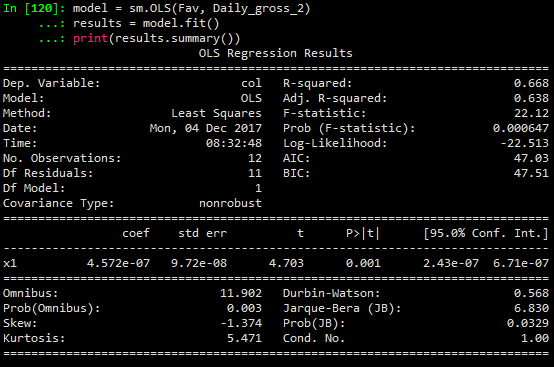 In [120]: model = sm.OLS(Fav, Daily_gross_2)
...: results = model.fit()
...: print(results.summary())
OLS Regression Results
==============================================================================
Dep. Variable: col R-squared: 0.668
Model: OLS Adj. R-squared: 0.638
Method: Least Squares F-statistic: 22.12
Date: Mon, 04 Dec 2017 Prob (F-statistic): 0.000647
Time: 08:32:48 Log-Likelihood: -22.513
No. Observations: 12 AIC: 47.03
Df Residuals: 11 BIC: 47.51
Df Model: 1
Covariance Type: nonrobust
==============================================================================
coef std err t P>|t| [95.0% Conf. Int.]
------------------------------------------------------------------------------
x1 4.572e-07 9.72e-08 4.703 0.001 2.43e-07 6.71e-07
==============================================================================
Omnibus: 11.902 Durbin-Watson: 0.568
Prob(Omnibus): 0.003 Jarque-Bera (JB): 6.830
Skew: -1.374 Prob(JB): 0.0329
Kurtosis: 5.471 Cond. No. 1.00
==============================================================================